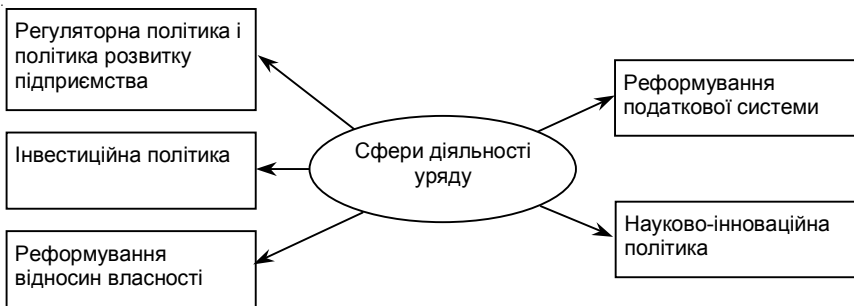 Регуляторна політика і
політика розвитку
підприємства
Інвестиційна політика
Реформування
відносин власності
Сфери діяльності
уряду
Реформування
податкової системи
Науково-інноваційна
політика